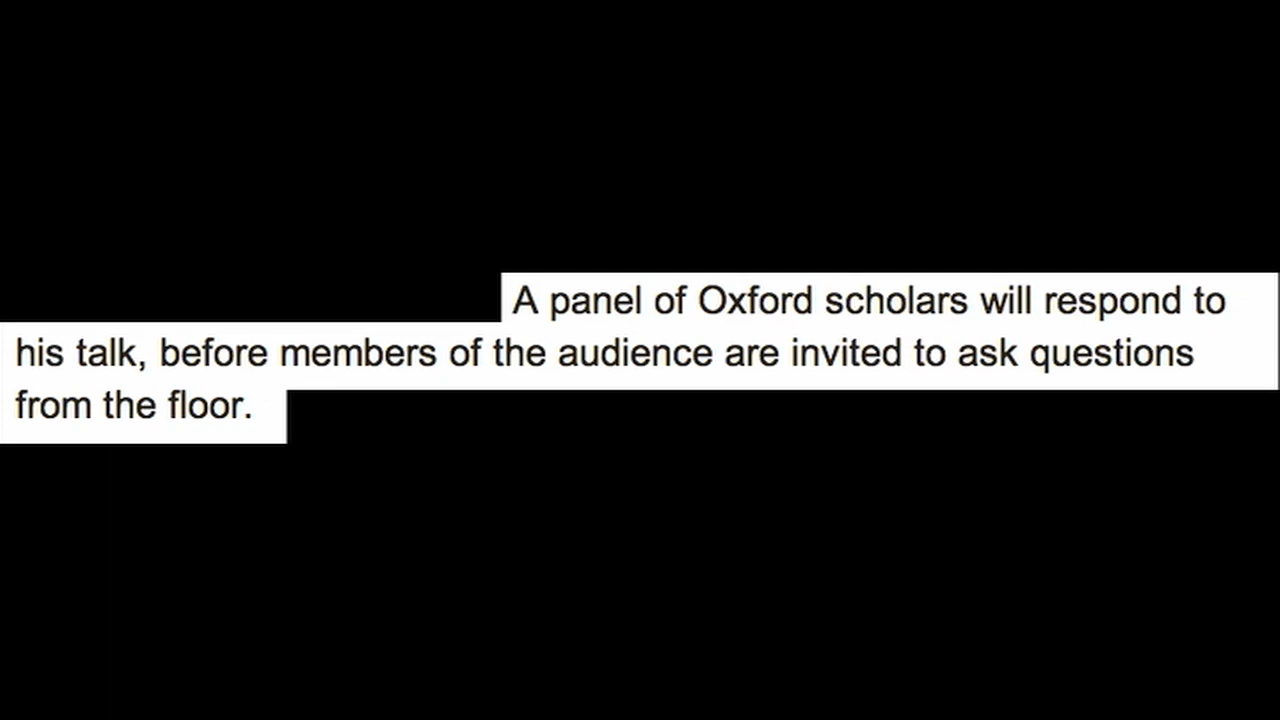 A panel of Oxford scholars will respond to
his talk, before members of the audience are invited to ask questions
from the floor.